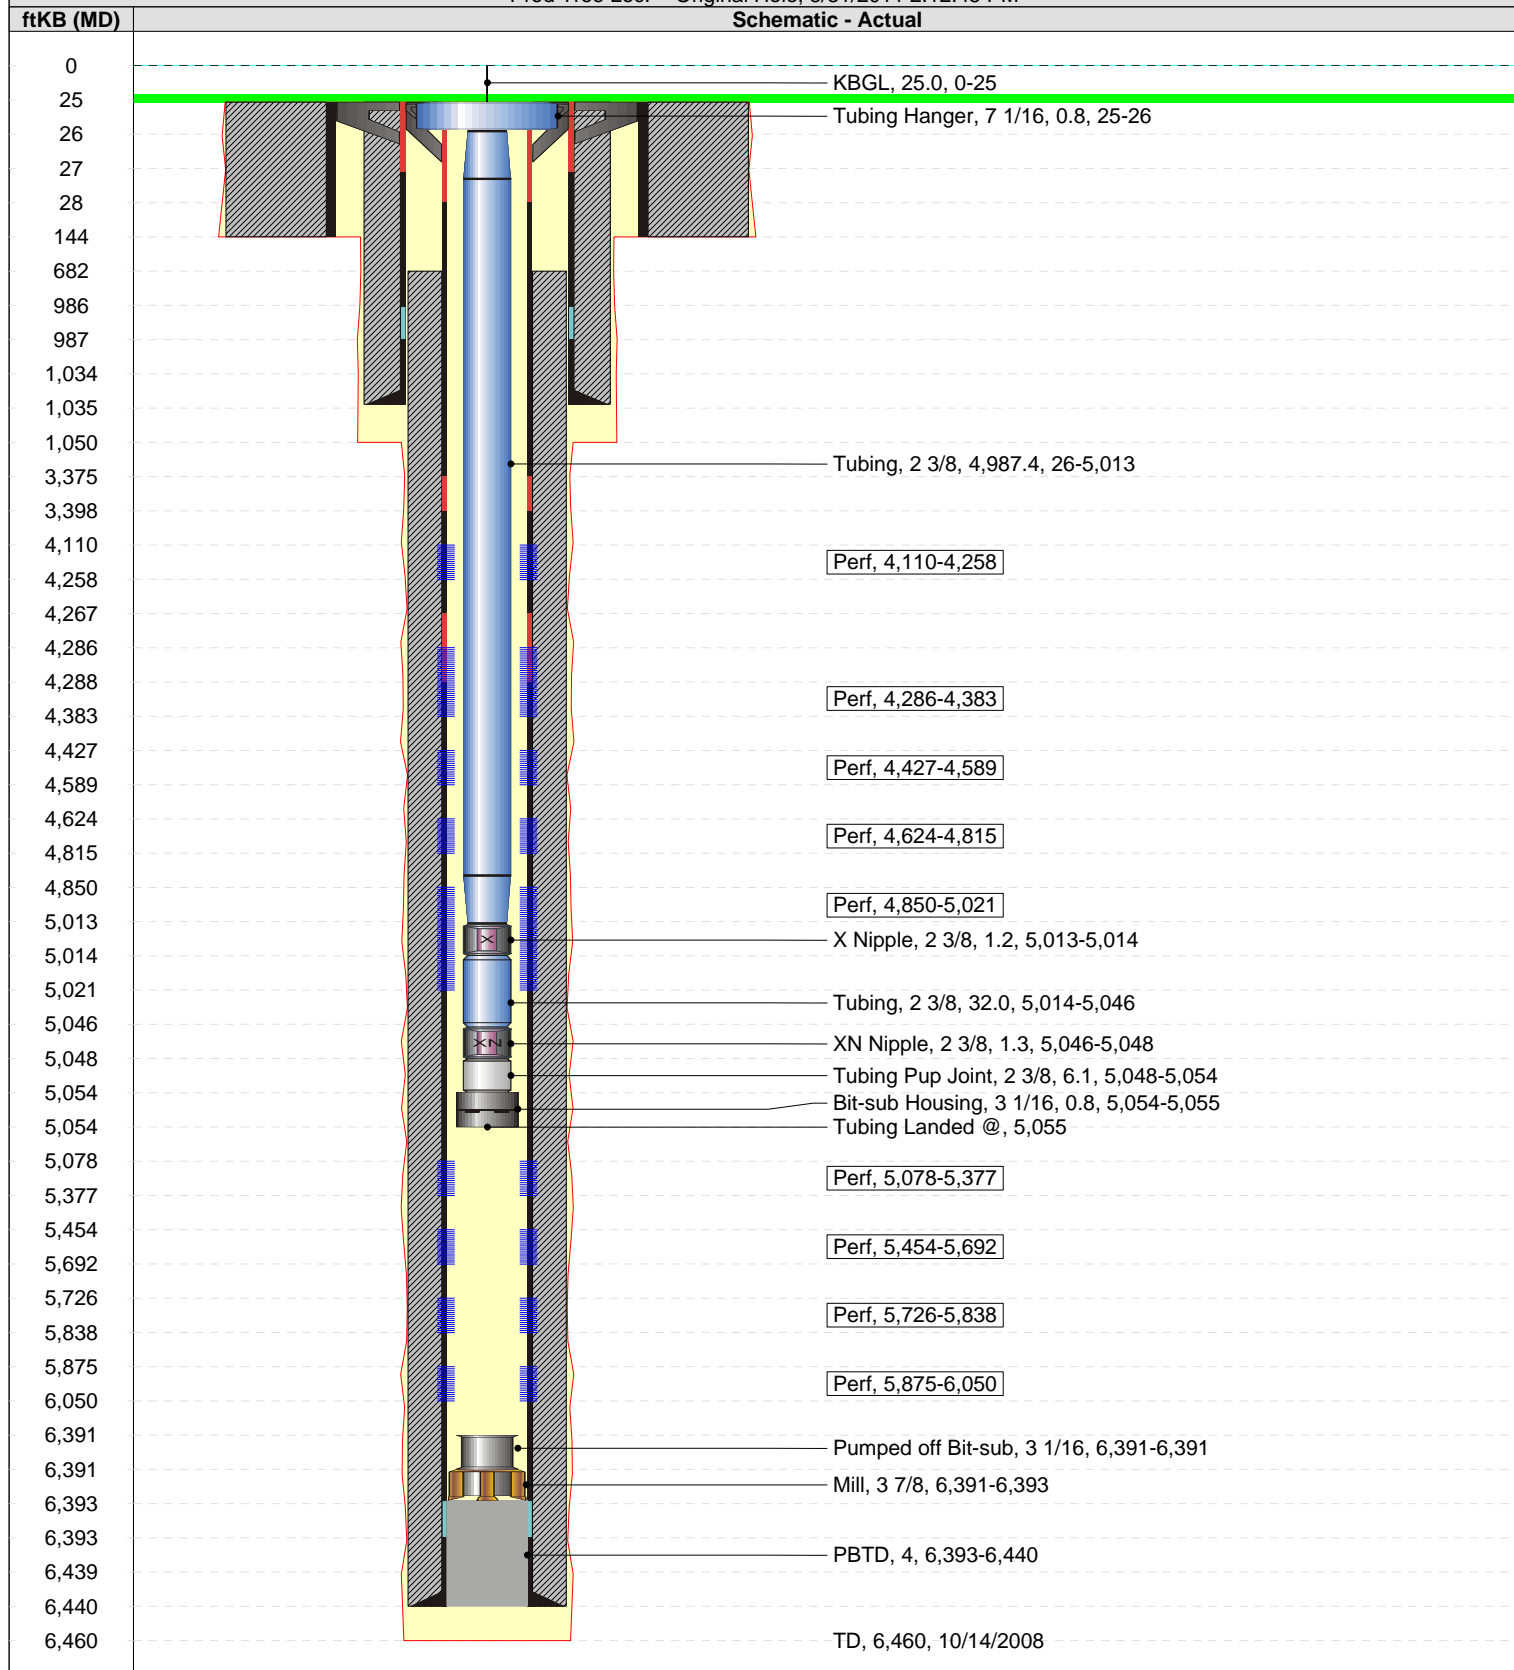 ftKB (MD)
Schematic - Actual
0
KBGL, 25.0, 0-25
25
Tubing Hanger, 7 1/16, 0.8, 25-26
26
27
28
144
682
986
987
1,034
1,035
1,050
Tubing, 2 3/8, 4,987.4, 26-5,013
3,375
3,398
4,110
Perf, 4,110-4,258
4,258
4,267
4,286
4,288
Perf, 4,286-4,383
4,383
4,427
Perf, 4,427-4,589
4,589
4,624
Perf, 4,624-4,815
4,815
4,850
Perf, 4,850-5,021
5,013
X
X Nipple, 2 3/8, 1.2, 5,013-5,014
5,014
5,021
Tubing, 2 3/8, 32.0, 5,014-5,046
5,046
XN
XN Nipple, 2 3/8, 1.3, 5,046-5,048
5,048
Tubing Pup Joint, 2 3/8, 6.1, 5,048-5,054
5,054
Bit-sub Housing, 3 1/16, 0.8, 5,054-5,055
5,054
Tubing Landed @, 5,055
5,078
Perf, 5,078-5,377
5,377
5,454
Perf, 5,454-5,692
5,692
5,726
Perf, 5,726-5,838
5,838
5,875
Perf, 5,875-6,050
6,050
6,391
Pumped off Bit-sub, 3 1/16, 6,391-6,391
6,391
Mill, 3 7/8, 6,391-6,393
6,393
6,393
PBTD, 4, 6,393-6,440
6,439
6,440
6,460
TD, 6,460, 10/14/2008